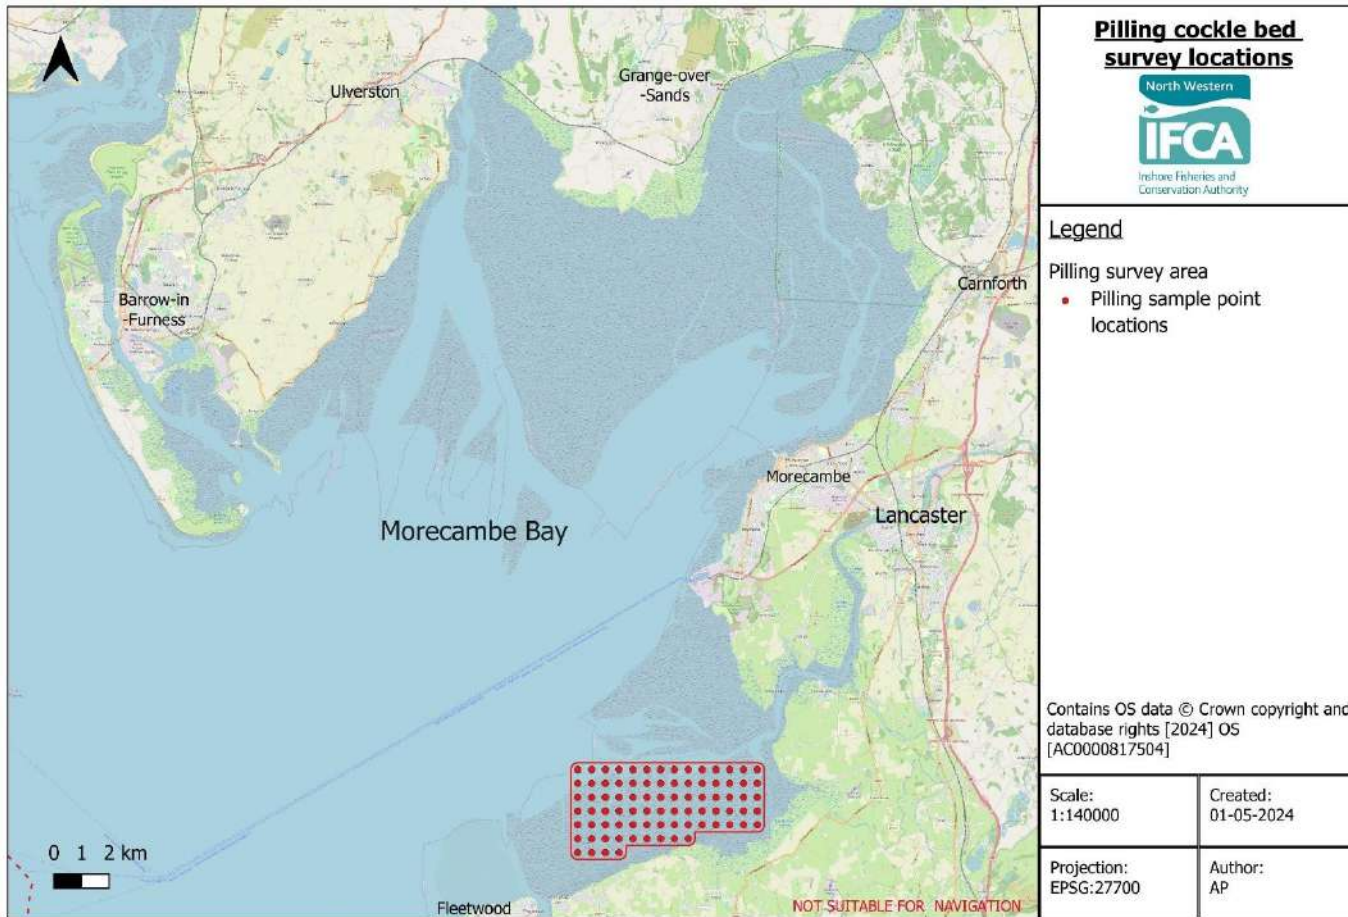 Ulverston
Grange-over
-Sands
Carnforth
Barrow-in
-Furness
Morecambe
Lancaster
Morecambe Bay
0 1 2 km
Fleetwood
NOT SUITABLE FOR NAVIGATION
Pilling cockle bed
survey locations
North Western
IFCA
Inshore Fisheries and
Conservation Authority
Legend
Pilling survey area
Pilling sample point
locations
Contains OS data © Crown copyright and
database rights [2024] OS
[AC0000817504]
Scale:
1:140000
Created:
01-05-2024
Projection:
EPSG:27700
Author:
AP